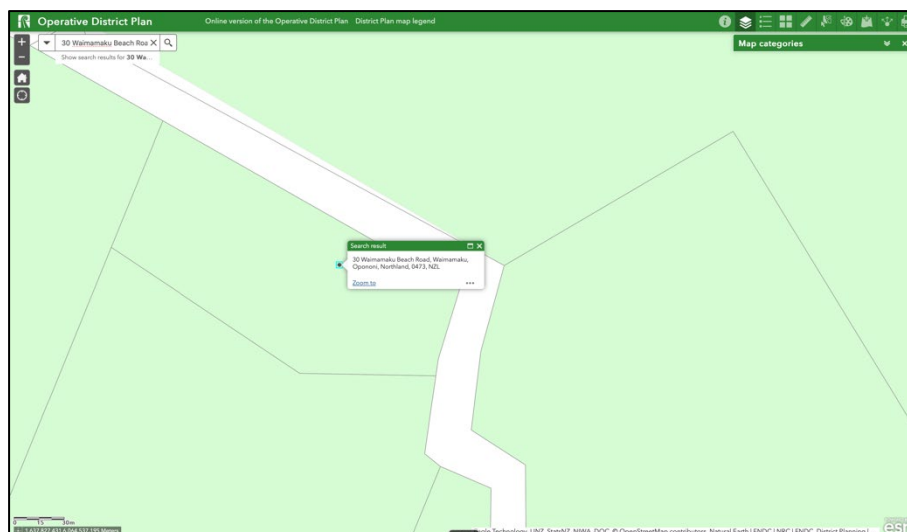 Operative District Plan Online version of the Operative District Plan District Plan map legend
30 Waimamaku Beach Roa
Show search results for 30 Wa...
Map categories
Search result
30 Waimamaku Beach Road, Waimamaku,
Opononi, Northland, 0473, NZL
Zoom to
0 15 30m
Technology, LINZ, StatsNZ, NIWA, DOC, © OpenStreetMap contributors, Natural Earth | FNDC | NRC | FNDC, District Planning |
esri